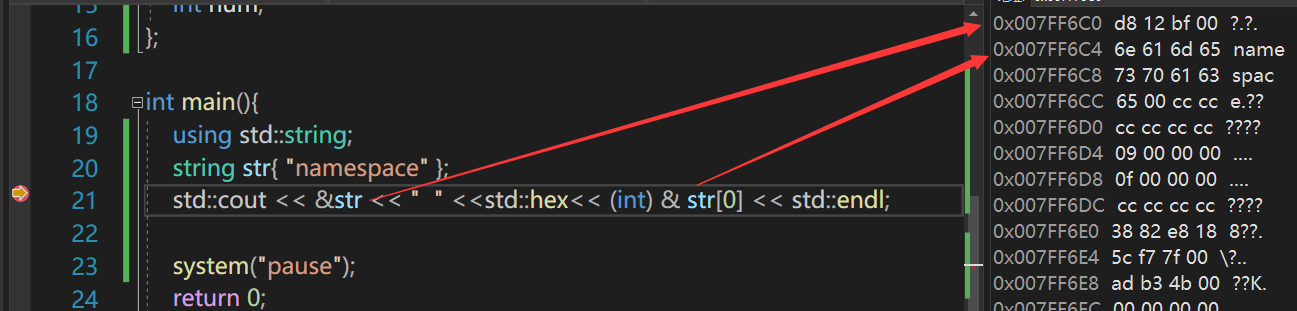 15 int num;
16 };
17
18 int main(){
19 using std::string;
20 string str{ "namespace" };
21 std::cout << &str << "  " <<std::hex<< (int) & str[0] << std::endl;
22
23 system("pause");
24 return 0;
0x007FF6C0 d8 12 bf 00 ?.?.
0x007FF6C4 6e 61 6d 65 name
0x007FF6C8 73 70 61 63 spac
0x007FF6CC 65 00 cc cc e.??
0x007FF6D0 cc cc cc cc ????
0x007FF6D4 09 00 00 00 ....
0x007FF6D8 0f 00 00 00 ....
0x007FF6DC cc cc cc cc ????
0x007FF6E0 38 82 e8 18 8??.
0x007FF6E4 5c f7 7f 00 \?..
0x007FF6E8 ad b3 4b 00 ??K.
0x007FF6EC 00 00 00 00